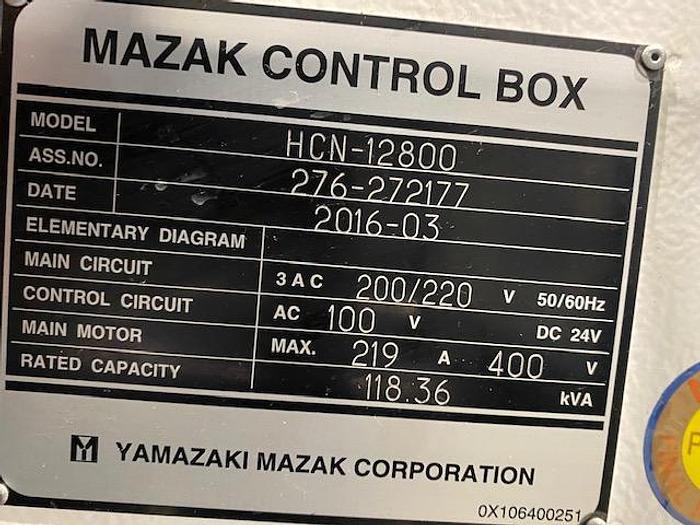 MAZAK CONTROL BOX
MODEL HCN-12800
ASS.NO. 276-272177
DATE 2016-03
ELEMENTARY DIAGRAM
MAIN CIRCUIT 3 AC 200/220 V 50/60Hz
CONTROL CIRCUIT AC 100 V DC 24V
MAIN MOTOR MAX. 219 A 400 V
RATED CAPACITY 118.36 kVA
M YAMAZAKI MAZAK CORPORATION
0X106400251